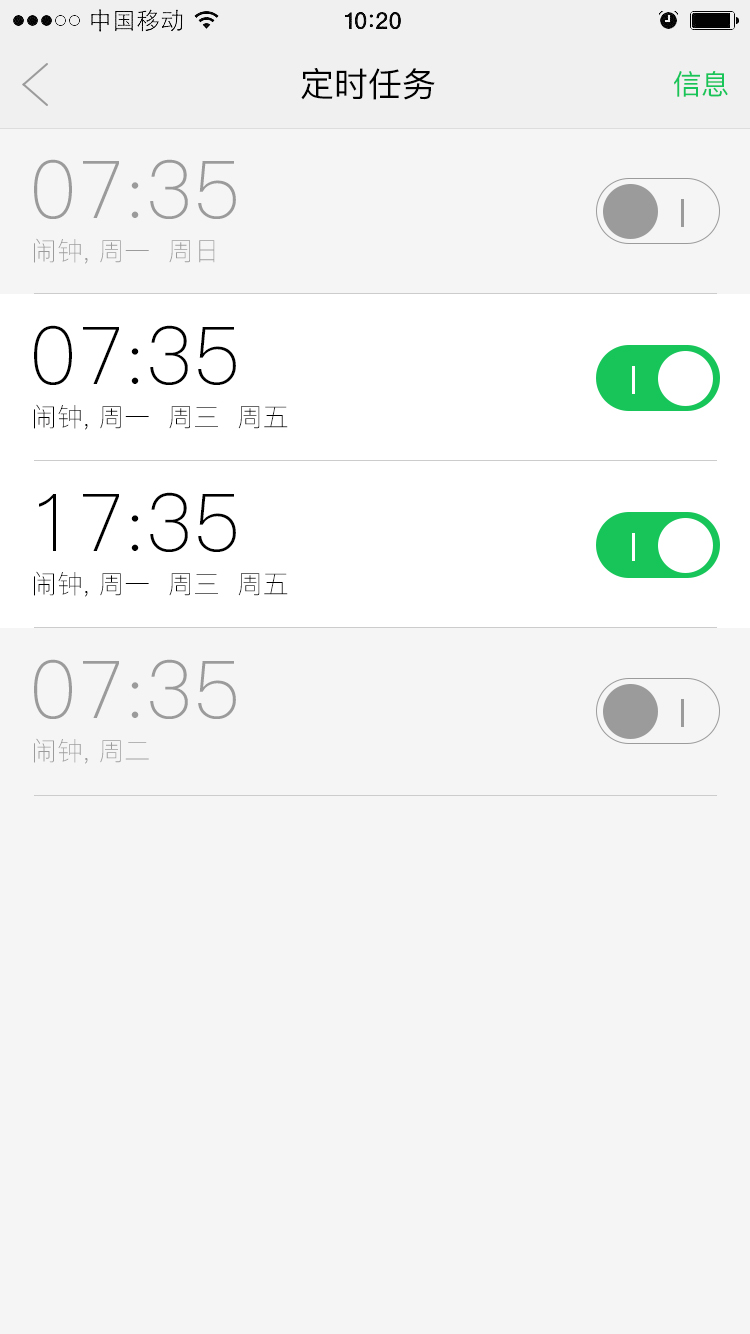 中国移动 10:20
定时任务 信息
07:35
闹钟, 周一 周日
07:35
闹钟, 周一 周三 周五
17:35
闹钟, 周一 周三 周五
07:35
闹钟, 周二